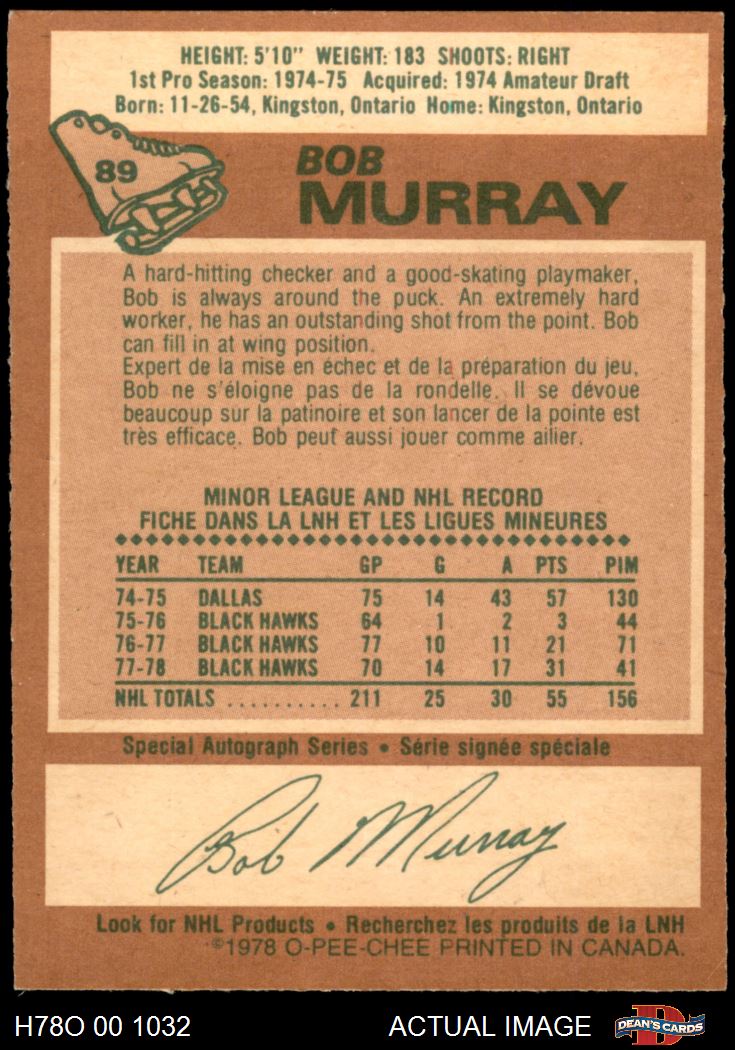 HEIGHT: 5'10" WEIGHT: 183 SHOOTS: RIGHT
1st Pro Season: 1974-75 Acquired: 1974 Amateur Draft
Born: 11-26-54, Kingston, Ontario Home: Kingston, Ontario
89
BOB
MURRAY
A hard-hitting checker and a good-skating playmaker,
Bob is always around the puck. An extremely hard
worker, he has an outstanding shot from the point. Bob
can fill in at wing position.
Expert de la mise en échec et de la préparation du jeu,
Bob ne s'éloigne pas de la rondelle. Il se dévoue
beaucoup sur la patinoire et son lancer de la pointe est
très efficace. Bob peut aussi jouer comme ailier.
MINOR LEAGUE AND NHL RECORD
FICHE DANS LA LNH ET LES LIGUES MINEURES
YEAR TEAM GP G A PTS PIM
74-75 DALLAS 75 14 43 57 130
75-76 BLACK HAWKS 64 1 2 3 44
76-77 BLACK HAWKS 77 10 11 21 71
77-78 BLACK HAWKS 70 14 17 31 41
NHL TOTALS .......... 211 25 30 55 156
Special Autograph Series • Série signée spéciale
Bob Murray
Look for NHL Products • Recherchez les produits de la LNH
©1978 O-PEE-CHEE PRINTED IN CANADA.
H78O 00 1032 ACTUAL IMAGE D DEAN'S CARDS